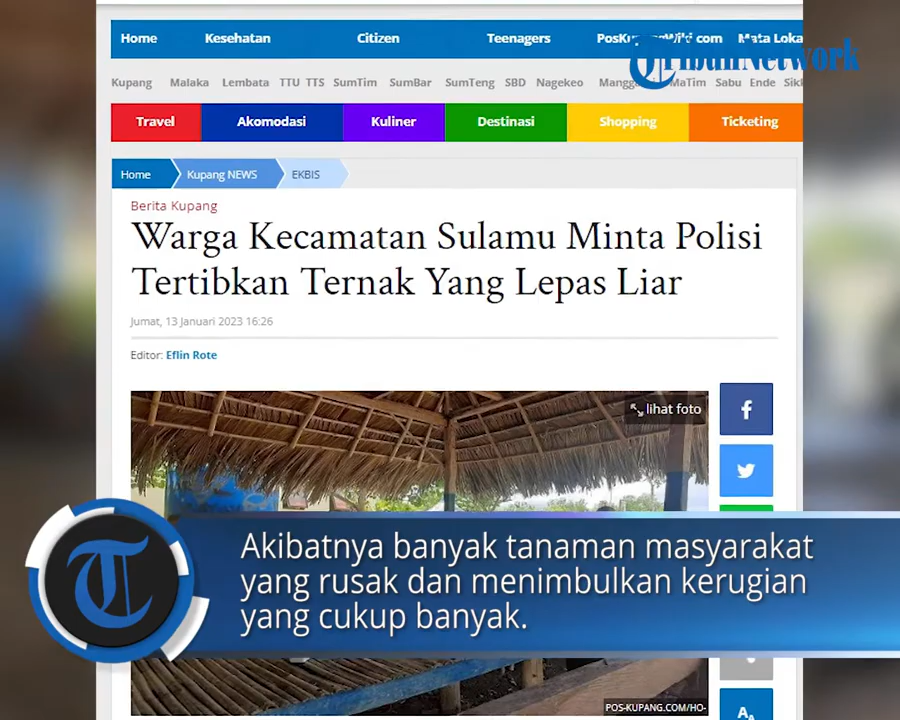 Home Kesehatan Citizen Teenagers Mata Loka
TribunNetwork
Kupang Malaka Lembata TTU TTS SumTim SumBar SumTeng SBD Nagekeo MaTim Sabu Ende Sikk
Travel Akomodasi Kuliner Destinasi Shopping Ticketing
Home Kupang NEWS EKBIS
Berita Kupang
Warga Kecamatan Sulamu Minta Polisi
Tertibkan Ternak Yang Lepas Liar
Jumat, 13 Januari 2023 16:26
Editor: Eflin Rote
lihat foto
Akibatnya banyak tanaman masyarakat
yang rusak dan menimbulkan kerugian
yang cukup banyak.
POS-KUPANG.COM/HO-